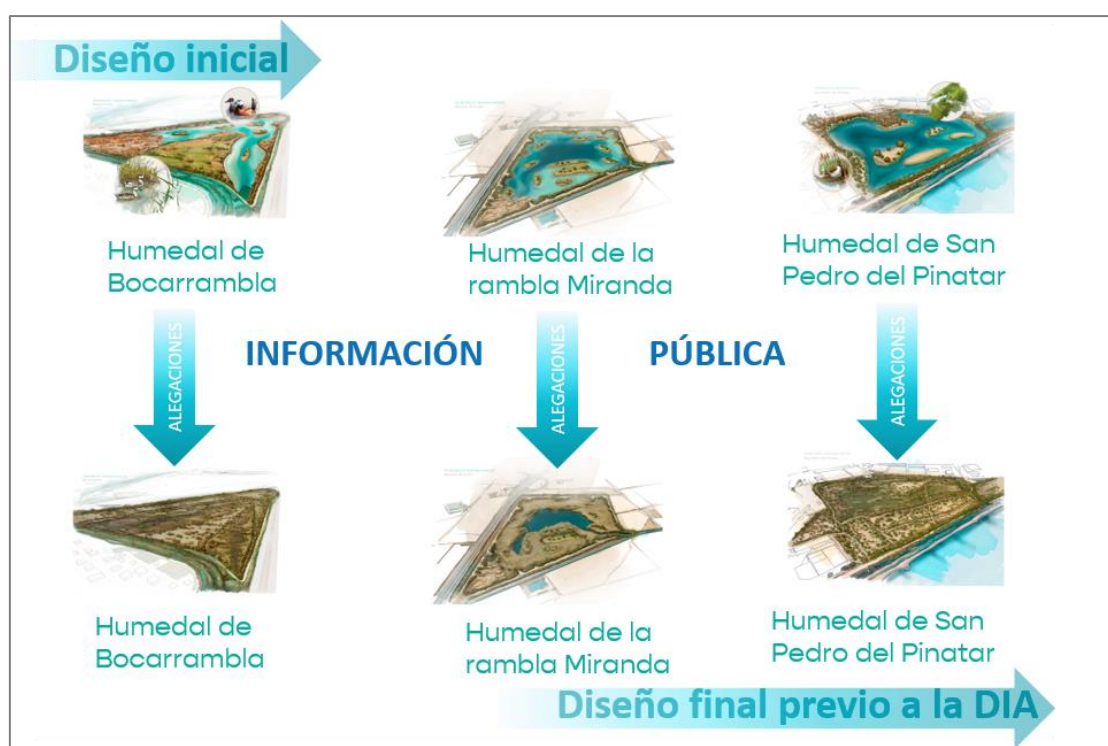 Diseño inicial
Humedal de
Bocarrambla
Humedal de la
rambla Miranda
Humedal de San
Pedro del Pinatar
ALEGACIONES
INFORMACIÓN
ALEGACIONES
PÚBLICA
ALEGACIONES
Humedal de
Bocarrambla
Humedal de la
rambla Miranda
Humedal de San
Pedro del Pinatar
Diseño final previo a la DIA